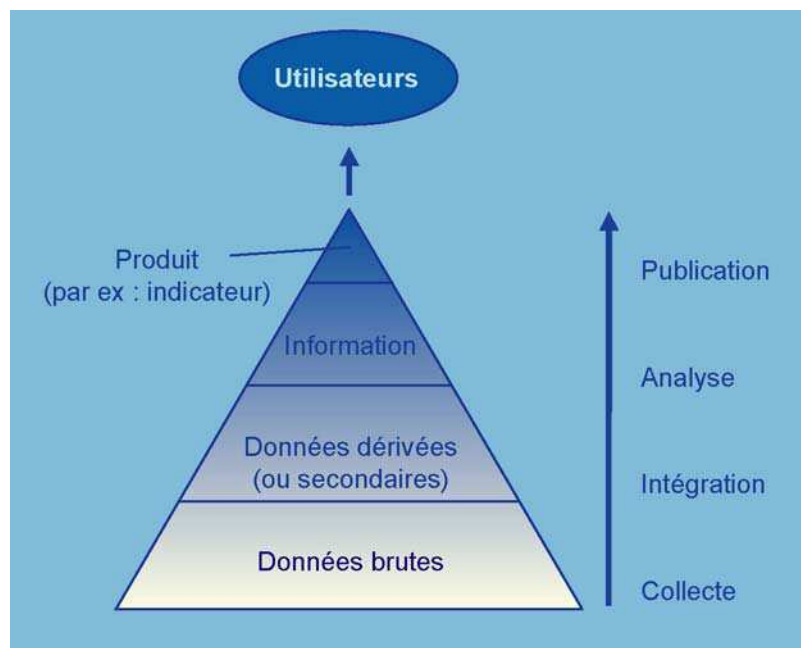 Utilisateurs
Produit
(par ex : indicateur)
Information
Données dérivées
(ou secondaires)
Données brutes
Publication
Analyse
Intégration
Collecte